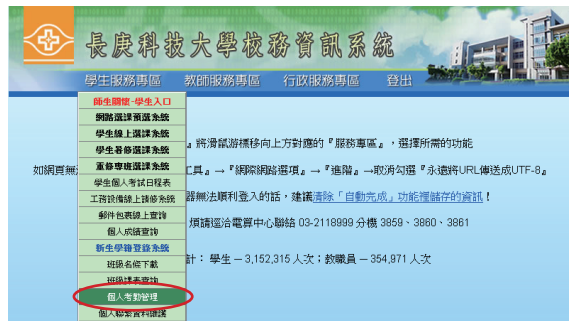 長庚科技大學校務資訊系統
學生服務專區 教師服務專區 行政服務專區 登出
師生關懷-學生入口
網路選課預選系統
學生線上選課系統
學生暑修選課系統
』將滑鼠游標移向上方對應的『服務專區』，選擇所需的功能
重修專班選課系統
如網頁無 工具』→『網際網路選項』→『進階』→取消勾選『永遠將URL傳送成UTF-8』
學生個人考試日程表
工務設備線上請修系統
器無法順利登入的話，建議清除「自動完成」功能裡儲存的資訊！
郵件包裹線上查詢
煩請逕洽電算中心聯絡 03-2118999 分機 3859、3860、3861
個人成績查詢
新生學籍登錄系統
計： 學生 — 3,152,315 人次；教職員 — 354,971 人次
班級名條下載
班級課表查詢
個人考勤管理
個人聯繫資料維護